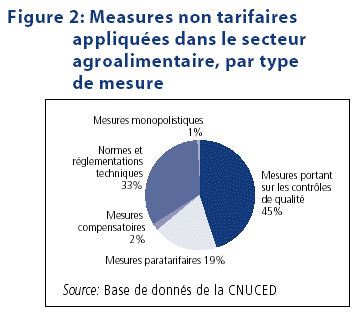 Figure 2: Measures non tarifaires
appliquées dans le secteur
agroalimentaire, par type
de mesure
Mesures monopolistiques
1%
Normes et
réglementations
techniques
33%
Mesures portant
sur les contrôles
de qualité
45%
Mesures
compensatoires
2%
Mesures paratarifaires 19%
Source: Base de donnés de la CNUCED